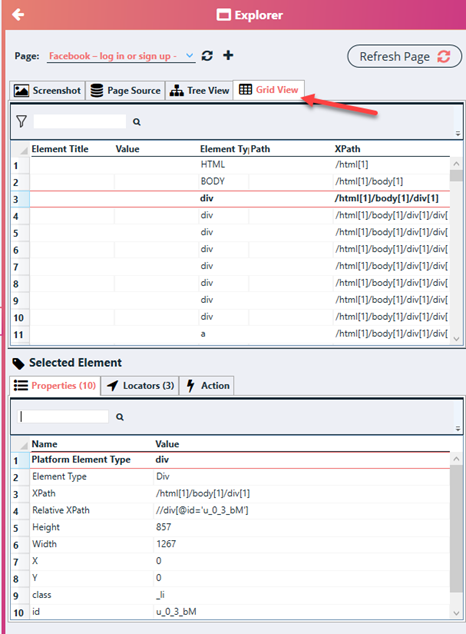 Explorer
Page: Facebook – log in or sign up - Refresh Page
Screenshot Page Source Tree View Grid View
Element Title Value Element Ty Path XPath
1 HTML /html[1]
2 BODY /html[1]/body[1]
3 div /html[1]/body[1]/div[1]
4 div /html[1]/body[1]/div[1]/div[
5 div /html[1]/body[1]/div[1]/div[
6 div /html[1]/body[1]/div[1]/div[
7 div /html[1]/body[1]/div[1]/div[
8 div /html[1]/body[1]/div[1]/div[
9 div /html[1]/body[1]/div[1]/div[
10 div /html[1]/body[1]/div[1]/div[
11 a /html[1]/body[1]/div[1]/div[
Selected Element
Properties (10) Locators (3) Action
Name Value
1 Platform Element Type div
2 Element Type Div
3 XPath /html[1]/body[1]/div[1]
4 Relative XPath //div[@id='u_0_3_bM']
5 Height 857
6 Width 1267
7 X 0
8 Y 0
9 class _li
10 id u_0_3_bM